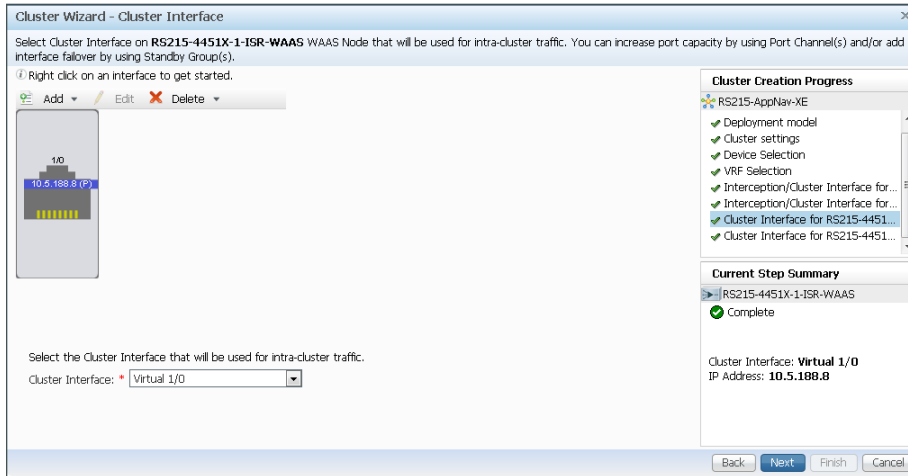 Cluster Wizard - Cluster Interface
Select Cluster Interface on RS215-4451X-1-ISR-WAAS WAAS Node that will be used for intra-cluster traffic. You can increase port capacity by using Port Channel(s) and/or add
interface failover by using Standby Group(s).
Right click on an interface to get started.
Add Edit Delete
1/0
10.5.188.8 (P)
Select the Cluster Interface that will be used for intra-cluster traffic.
Cluster Interface: * Virtual 1/0
Cluster Creation Progress
RS215-AppNav-XE
Deployment model
Cluster settings
Device Selection
VRF Selection
Interception/Cluster Interface for...
Interception/Cluster Interface for...
Cluster Interface for RS215-4451...
Cluster Interface for RS215-4451...
Current Step Summary
RS215-4451X-1-ISR-WAAS
Complete
Cluster Interface: Virtual 1/0
IP Address: 10.5.188.8
Back Next Finish Cancel